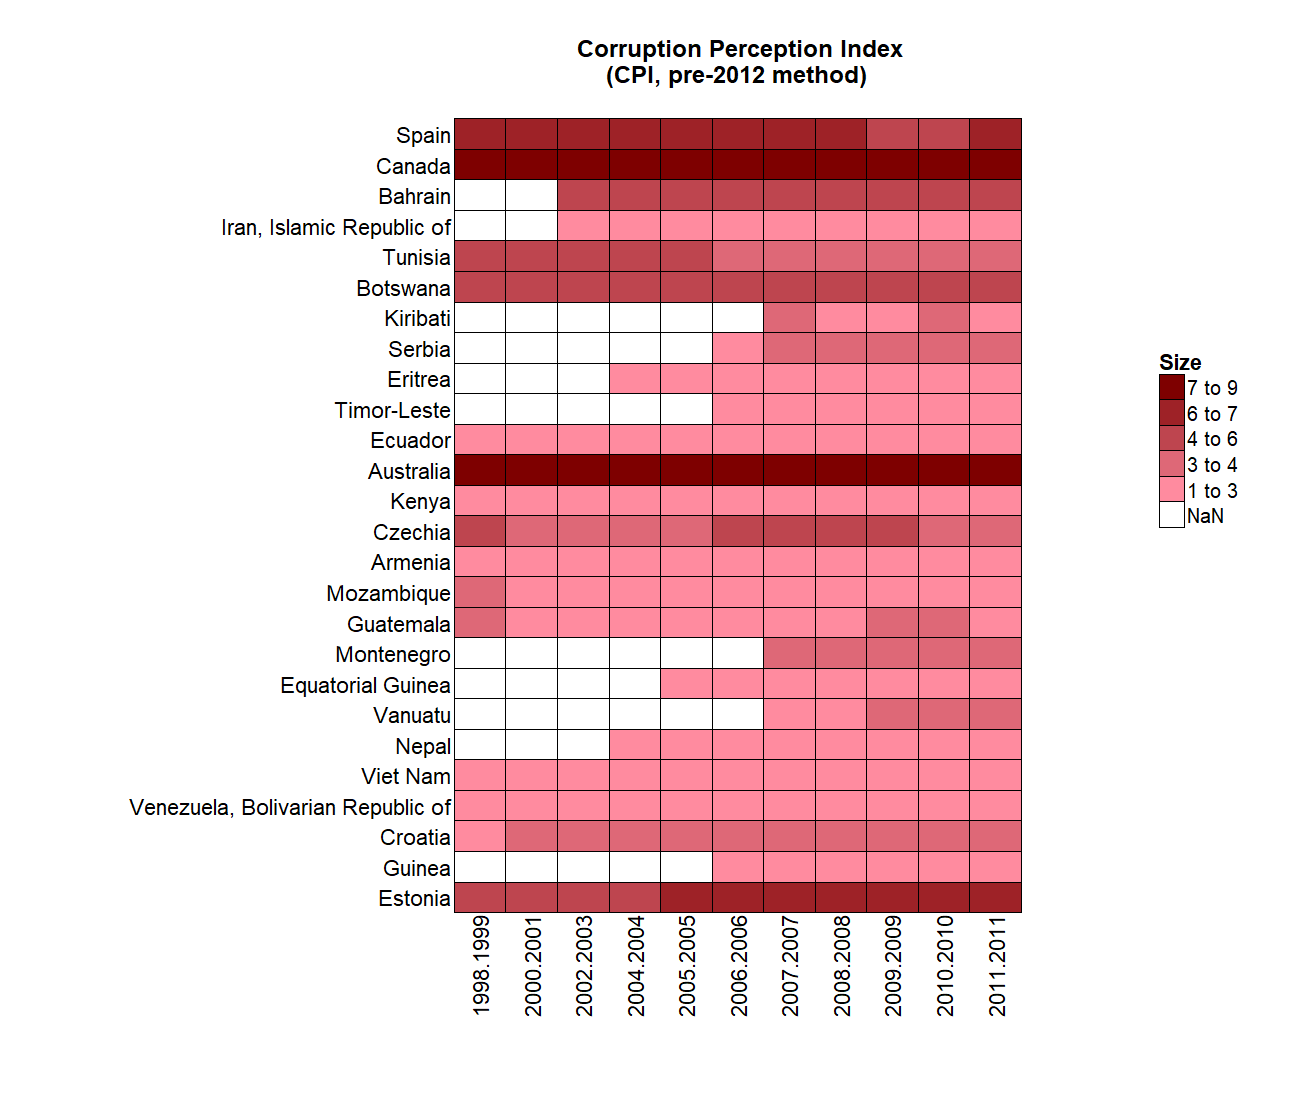 Corruption Perception Index
(CPI, pre-2012 method)
Spain
Canada
Bahrain
Iran, Islamic Republic of
Tunisia
Botswana
Kiribati
Serbia
Eritrea
Timor-Leste
Ecuador
Australia
Kenya
Czechia
Armenia
Mozambique
Guatemala
Montenegro
Equatorial Guinea
Vanuatu
Nepal
Viet Nam
Venezuela, Bolivarian Republic of
Croatia
Guinea
Estonia
1998.1999
2000.2001
2002.2003
2004.2004
2005.2005
2006.2006
2007.2007
2008.2008
2009.2009
2010.2010
2011.2011
Size
7 to 9
6 to 7
4 to 6
3 to 4
1 to 3
NaN